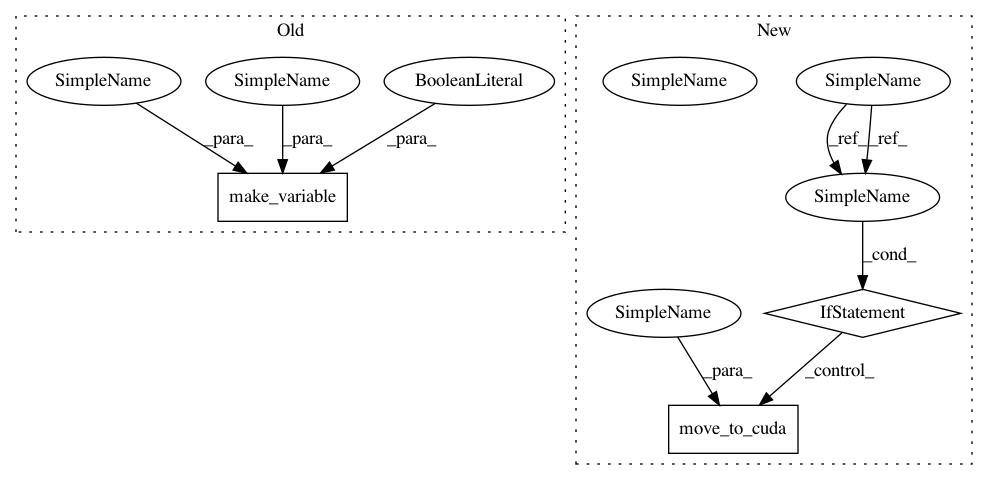 Old
New
SimpleName
SimpleName
BooleanLiteral
SimpleName
SimpleName
_para_
_para_
_para_
_ref_
_ref_
make_variable
SimpleName
_cond_
SimpleName
IfStatement
_para_
_control_
move_to_cuda